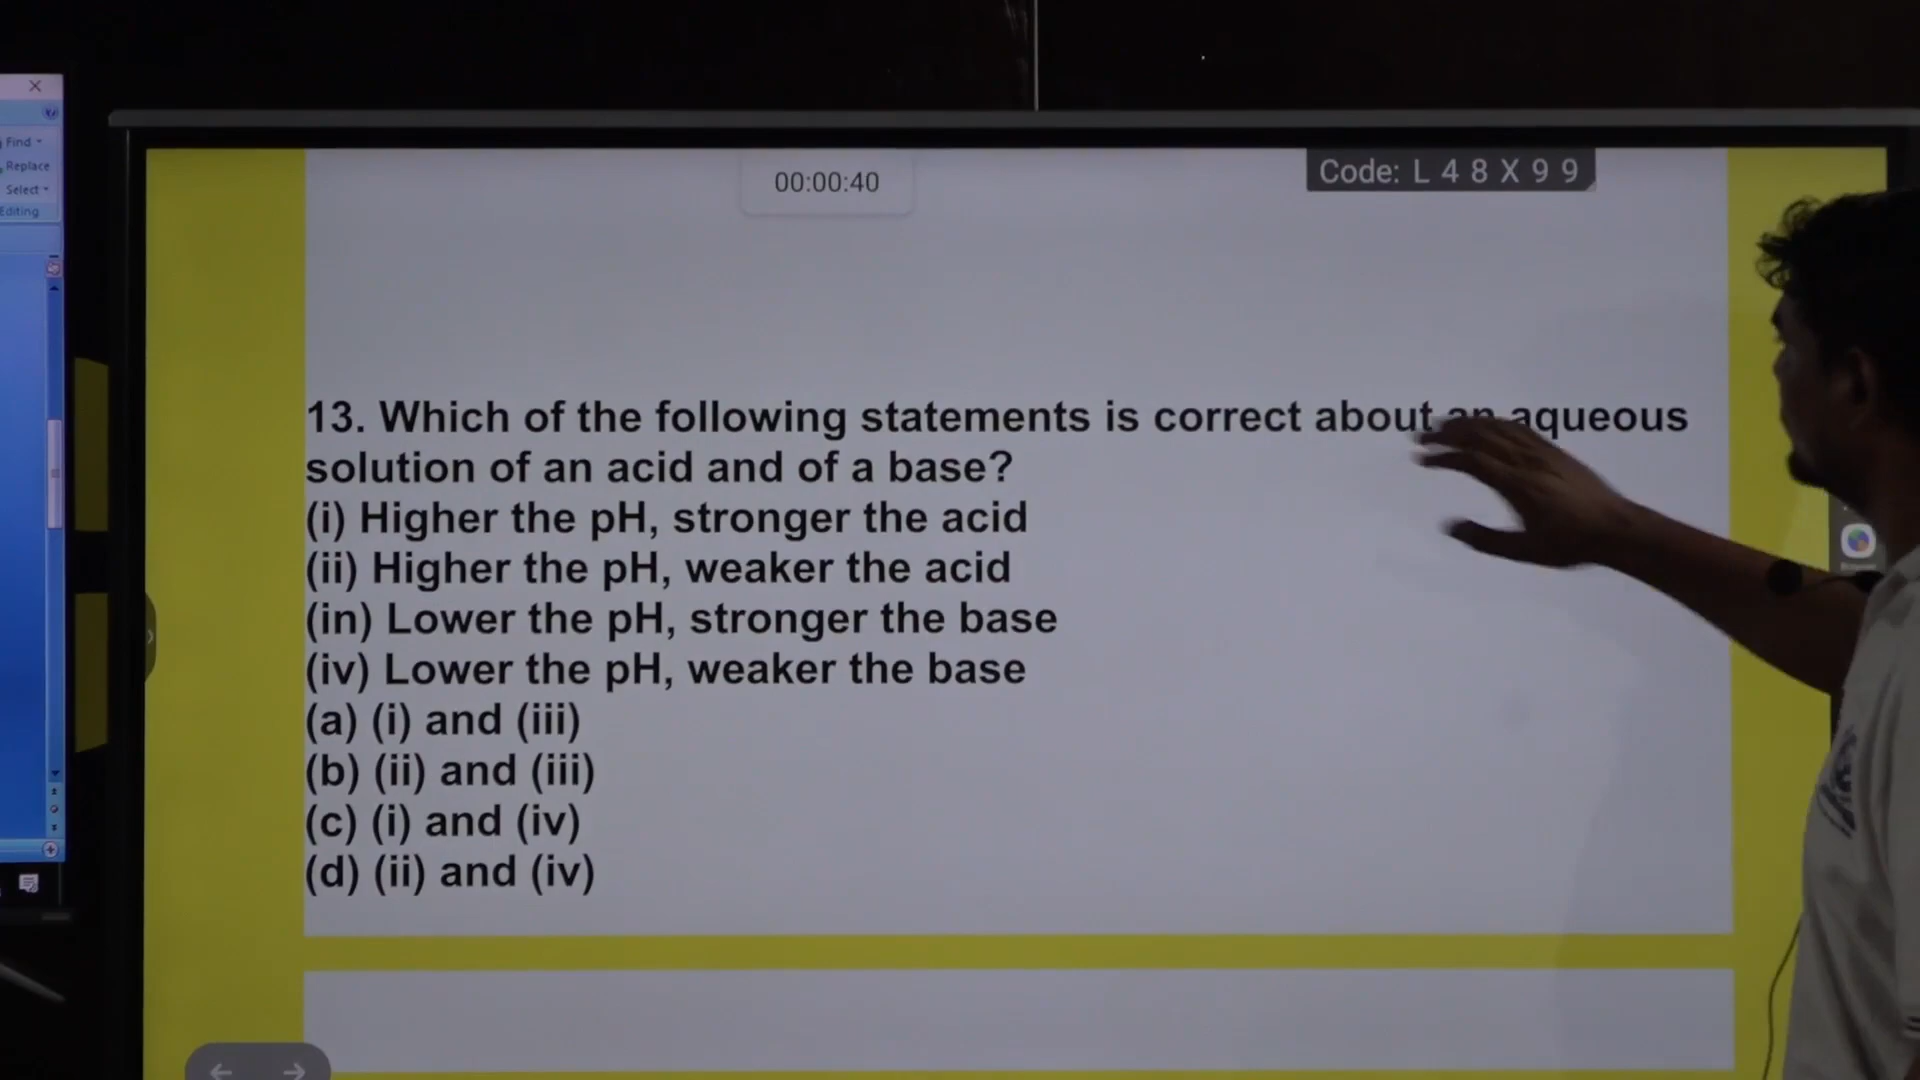 Find
Replace
Select
Editing
00:00:40
Code: L 4 8 X 9 9
13. Which of the following statements is correct about an aqueous
solution of an acid and of a base?
(i) Higher the pH, stronger the acid
(ii) Higher the pH, weaker the acid
(in) Lower the pH, stronger the base
(iv) Lower the pH, weaker the base
(a) (i) and (iii)
(b) (ii) and (iii)
(c) (i) and (iv)
(d) (ii) and (iv)